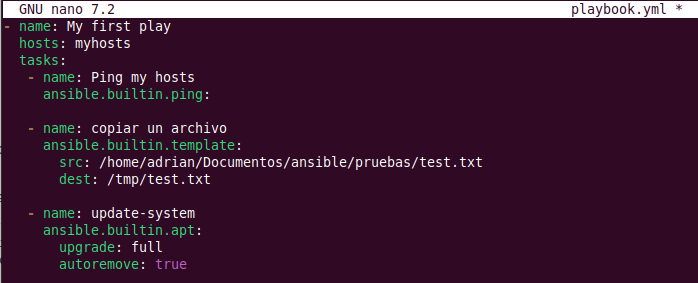 GNU nano 7.2 playbook.yml *
- name: My first play
  hosts: myhosts
  tasks:
   - name: Ping my hosts
     ansible.builtin.ping:

   - name: copiar un archivo
     ansible.builtin.template:
       src: /home/adrian/Documentos/ansible/pruebas/test.txt
       dest: /tmp/test.txt

   - name: update-system
     ansible.builtin.apt:
       upgrade: full
       autoremove: true